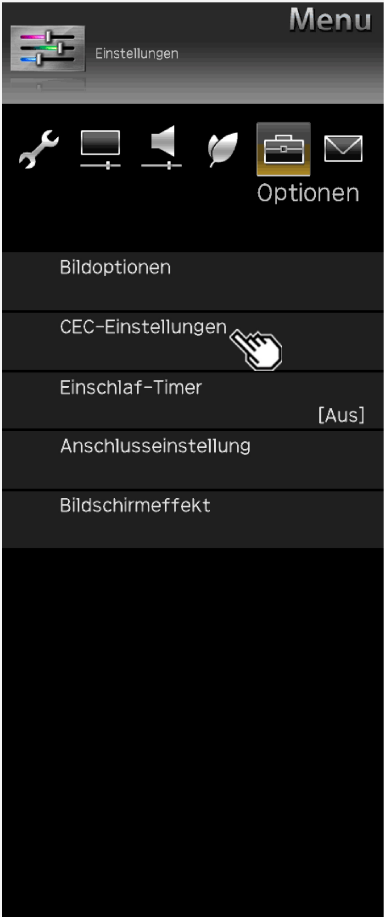 Menu
Einstellungen
Optionen
Bildoptionen
CEC-Einstellungen
Einschlaf-Timer
[Aus]
Anschlusseinstellung
Bildschirmeffekt